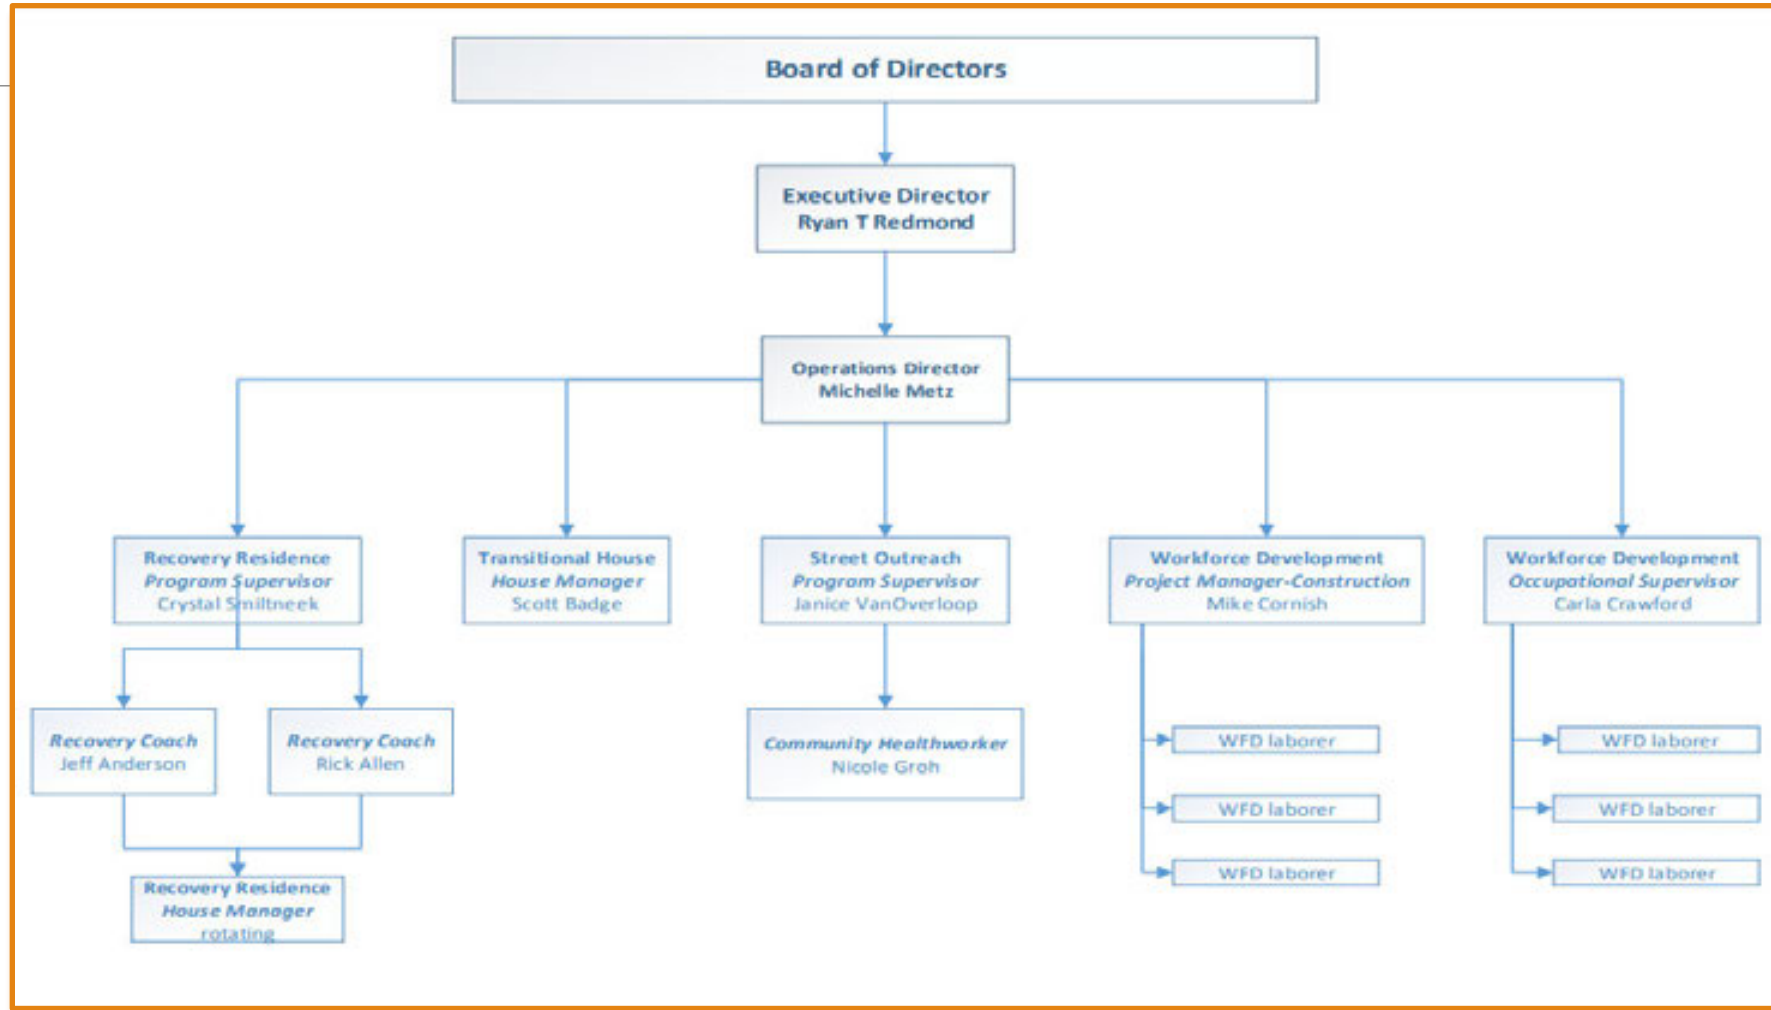 Board of Directors
Executive Director
Ryan T Redmond
Operations Director
Michelle Metz
Recovery Residence
Program Supervisor
Crystal Smiltneek
Transitional House
House Manager
Scott Badge
Street Outreach
Program Supervisor
Janice VanOverloop
Workforce Development
Project Manager-Construction
Mike Cornish
Workforce Development
Occupational Supervisor
Carla Crawford
Recovery Coach
Jeff Anderson
Recovery Coach
Rick Allen
Community Healthworker
Nicole Groh
WFD laborer
WFD laborer
WFD laborer
WFD laborer
WFD laborer
WFD laborer
Recovery Residence
House Manager
rotating